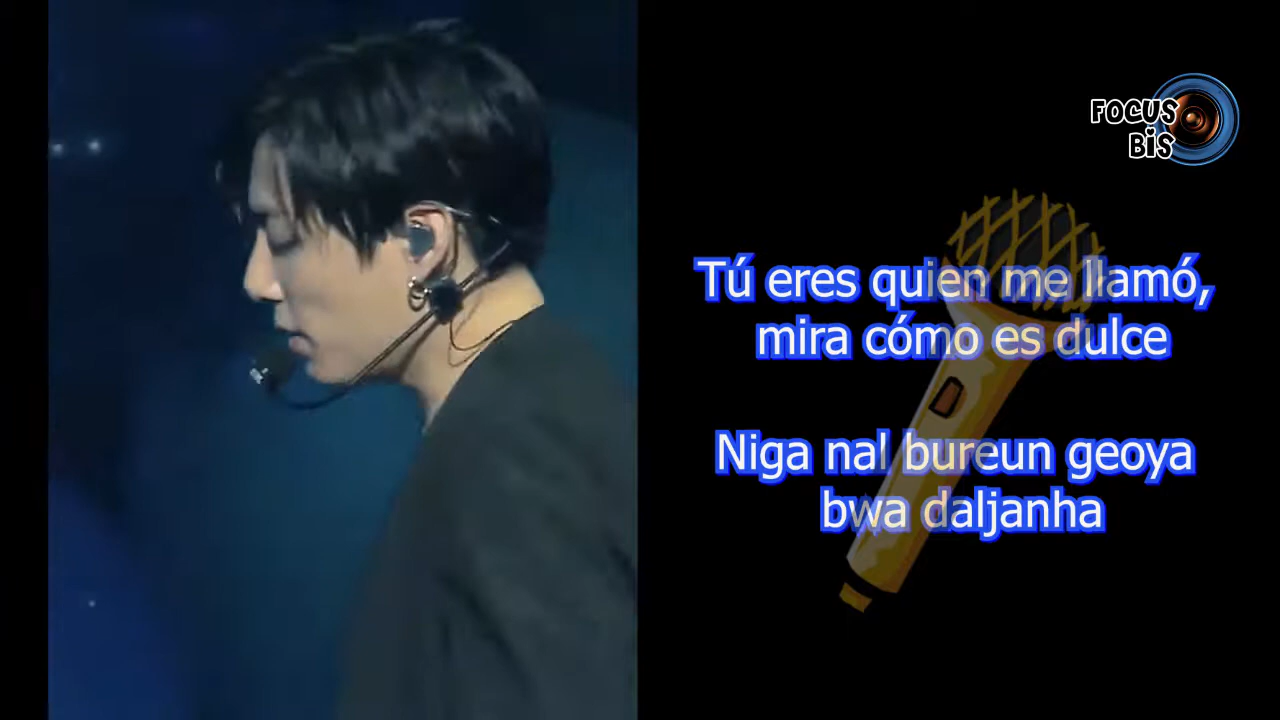 FOCUS
BiS
Tú eres quien me llamó,
mira cómo es dulce
Niga nal bureun geoya
bwa daljanha